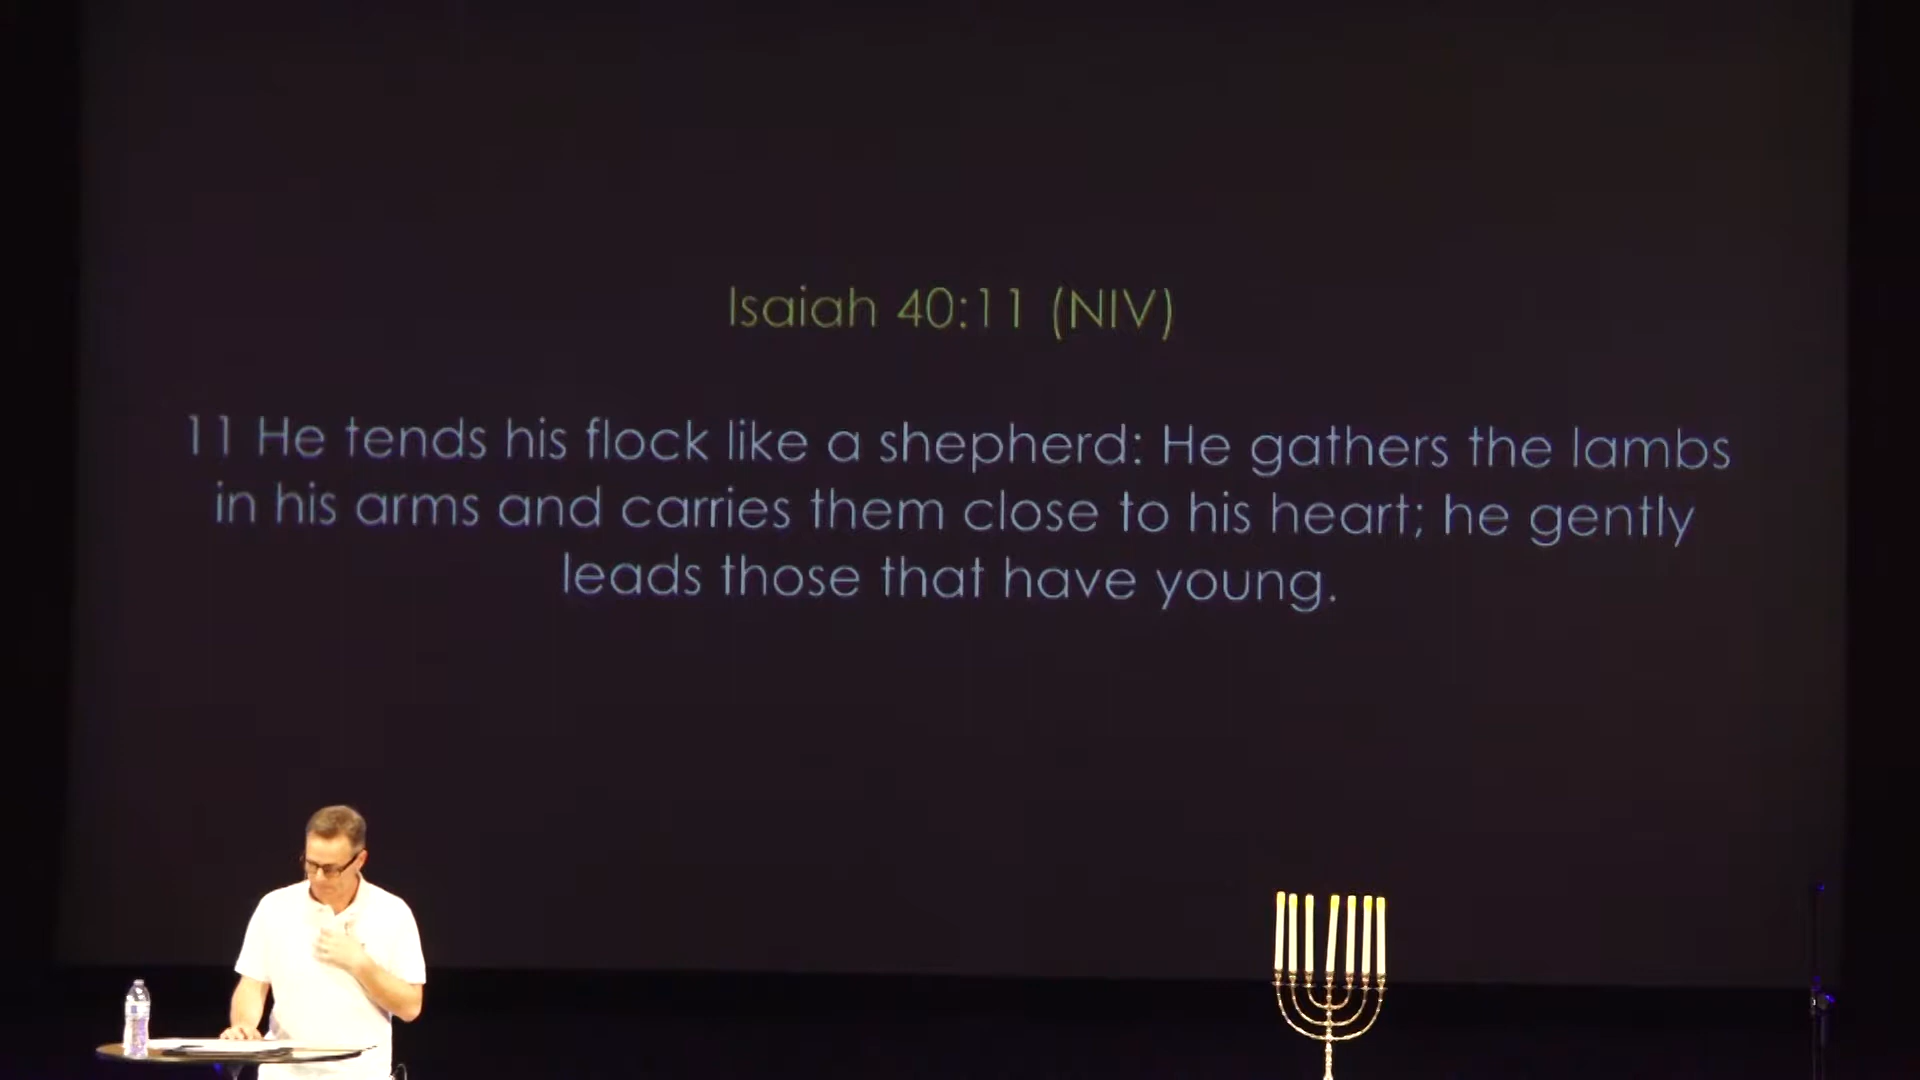 Isaiah 40:11 (NIV)
11 He tends his flock like a shepherd: He gathers the lambs
in his arms and carries them close to his heart; he gently
leads those that have young.